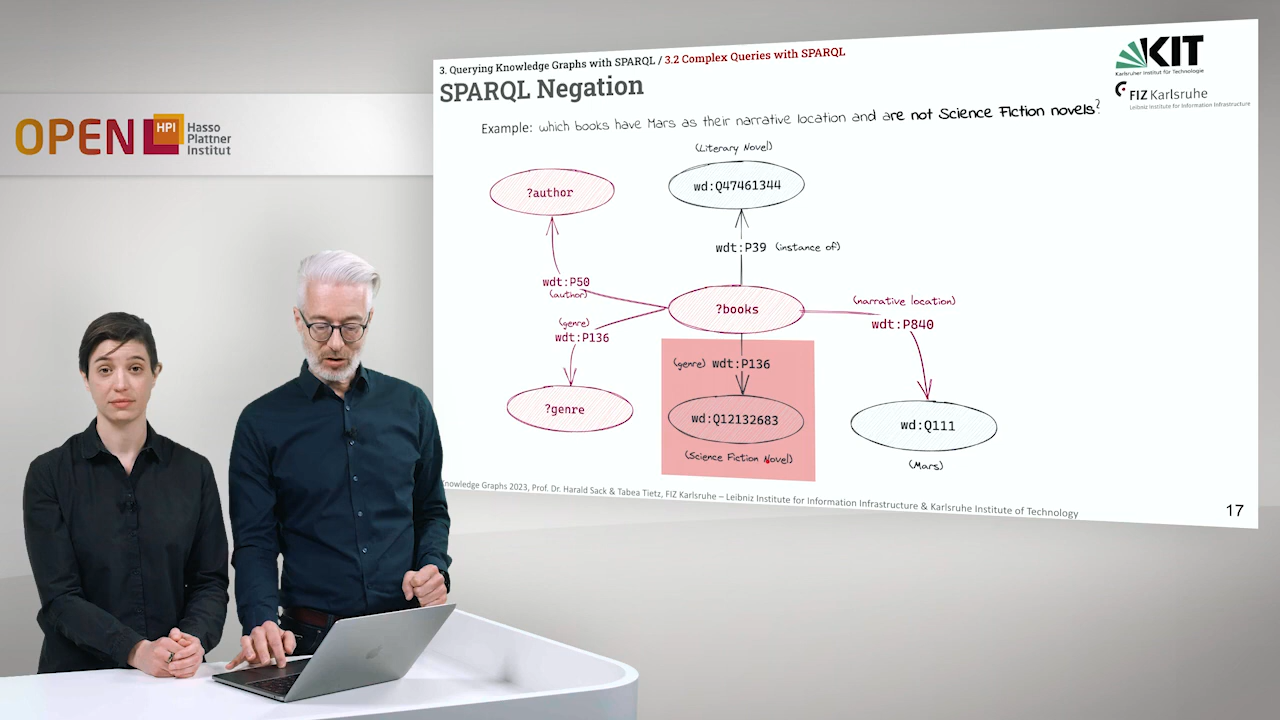 OPEN HPI Hasso
Plattner
Institut
3. Querying Knowledge Graphs with SPARQL / 3.2 Complex Queries with SPARQL
SPARQL Negation
KIT
Karlsruher Institut für Technologie
FIZ Karlsruhe
Leibniz Institute for Information Infrastructure
Example: which books have Mars as their narrative location and are not Science Fiction novels?
(Literary Novel)
?author
wd:Q47461344
wdt:P39 (instance of)
wdt:P50
(author)
?books
(narrative location)
wdt:P840
(genre)
wdt:P136
(genre) wdt:P136
?genre
wd:Q12132683
wd:Q111
(Science Fiction Novel)
(Mars)
Knowledge Graphs 2023, Prof. Dr. Harald Sack & Tabea Tietz, FIZ Karlsruhe – Leibniz Institute for Information Infrastructure & Karlsruhe Institute of Technology
17